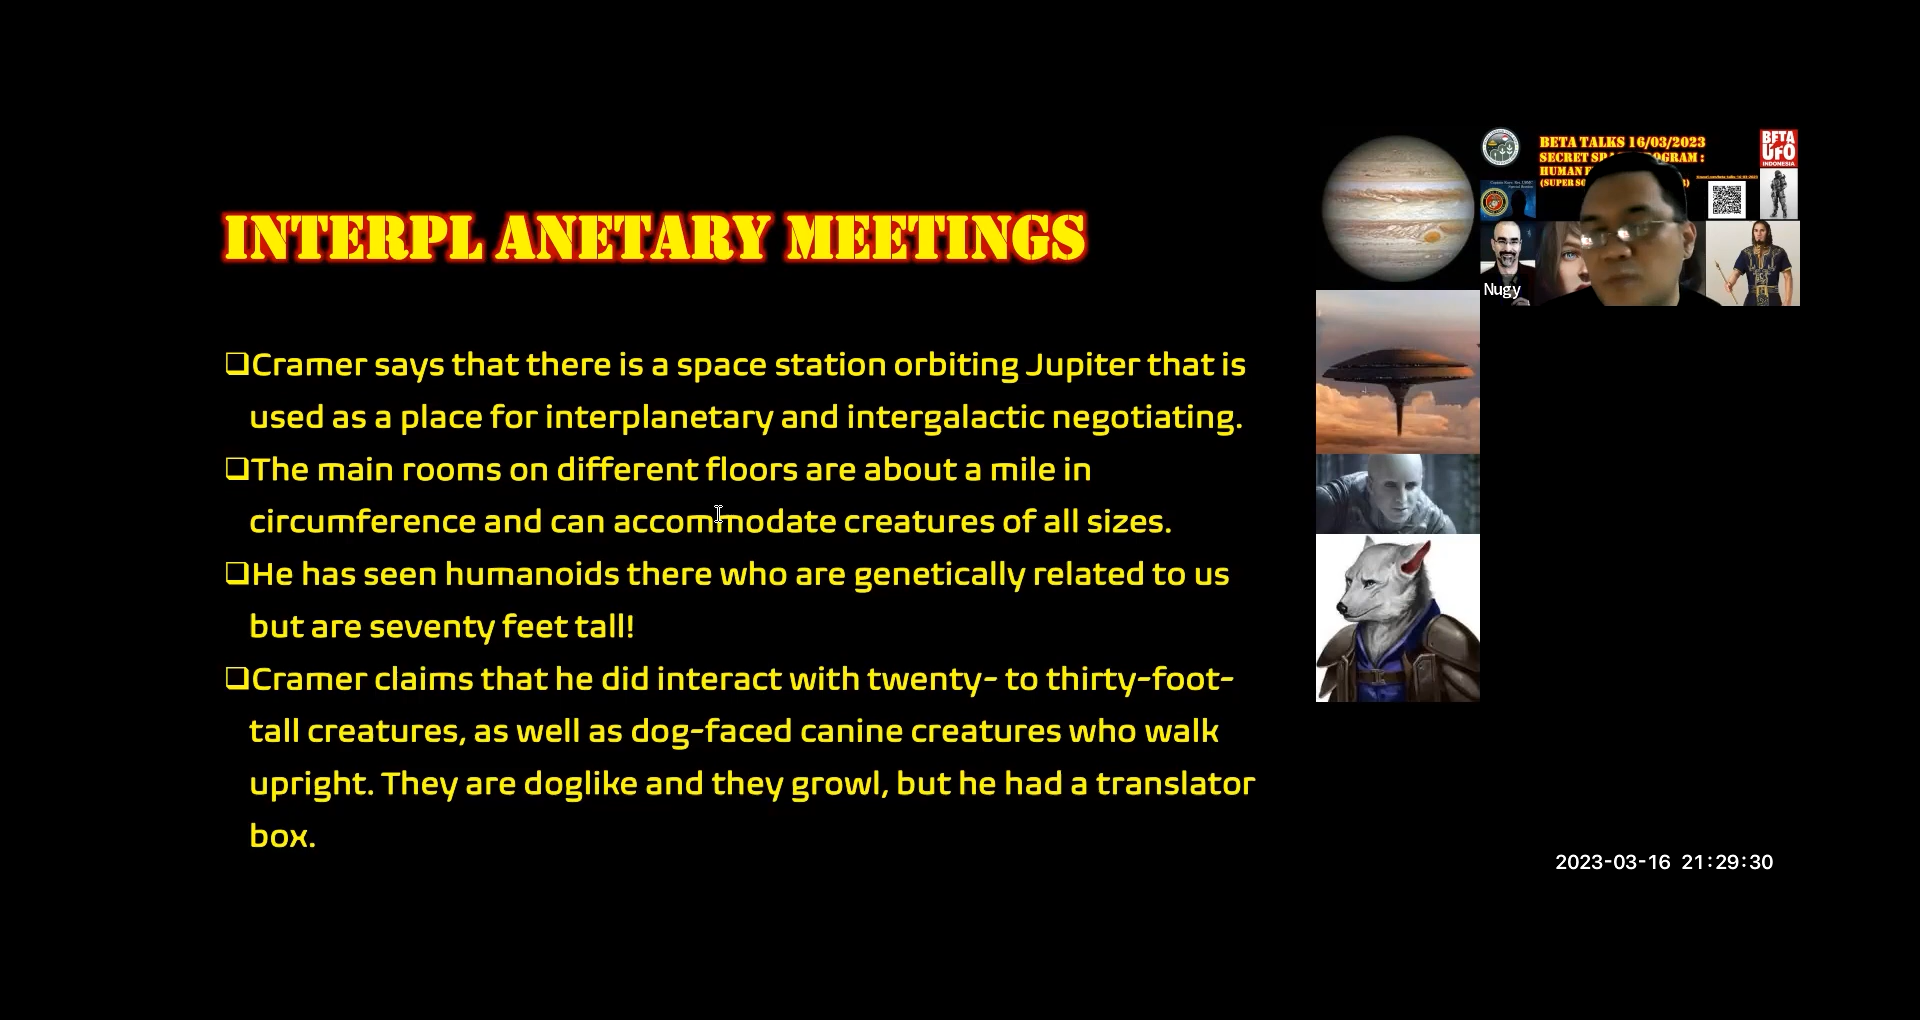 INTERPL ANETARY MEETINGS
❑Cramer says that there is a space station orbiting Jupiter that is
used as a place for interplanetary and intergalactic negotiating.
❑The main rooms on different floors are about a mile in
circumference and can accommodate creatures of all sizes.
❑He has seen humanoids there who are genetically related to us
but are seventy feet tall!
❑Cramer claims that he did interact with twenty- to thirty-foot-
tall creatures, as well as dog-faced canine creatures who walk
upright. They are doglike and they growl, but he had a translator
box.
BETA TALKS 16/03/2023
SECRET
HUMAN
BETA
UFO
INDONESIA
Nugy
2023-03-16 21:29:30